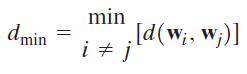 d_min = min_{i ≠ j} [d(w_i, w_j)]